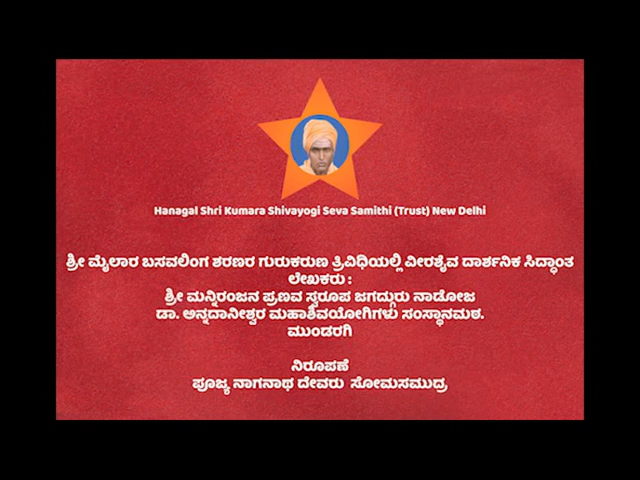 Hanagal Shri Kumara Shivayogi Seva Samithi (Trust) New Delhi
ಶ್ರೀ ಮೈಲಾರ ಬಸವಲಿಂಗ ಶರಣರ ಗುರುಕರುಣ ತ್ರಿವಿಧಿಯಲ್ಲಿ ವೀರಶೈವ ದಾರ್ಶನಿಕ ಸಿದ್ಧಾಂತ
ಲೇಖಕರು :
ಶ್ರೀ ಮನ್ನಿರಂಜನ ಪ್ರಣವ ಸ್ವರೂಪ ಜಗದ್ಗುರು ನಾಡೋಜ
ಡಾ. ಅನ್ನದಾನೀಶ್ವರ ಮಹಾಶಿವಯೋಗಿಗಳು ಸಂಸ್ಥಾನಮಠ.
ಮುಂಡರಗಿ
ನಿರೂಪಣೆ
ಪೂಜ್ಯ ನಾಗನಾಥ ದೇವರು ಸೋಮಸಮುದ್ರ